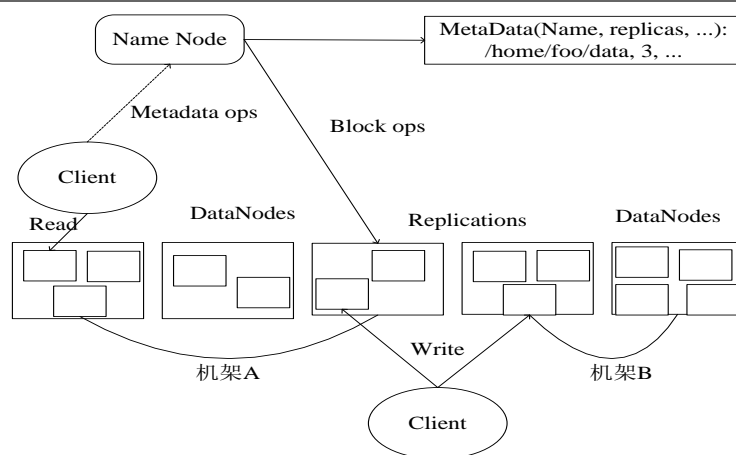 Name Node
MetaData(Name, replicas, ...):
/home/foo/data, 3, ...
Metadata ops
Block ops
Client
Read
DataNodes
Replications
DataNodes
Write
机架A
机架B
Client